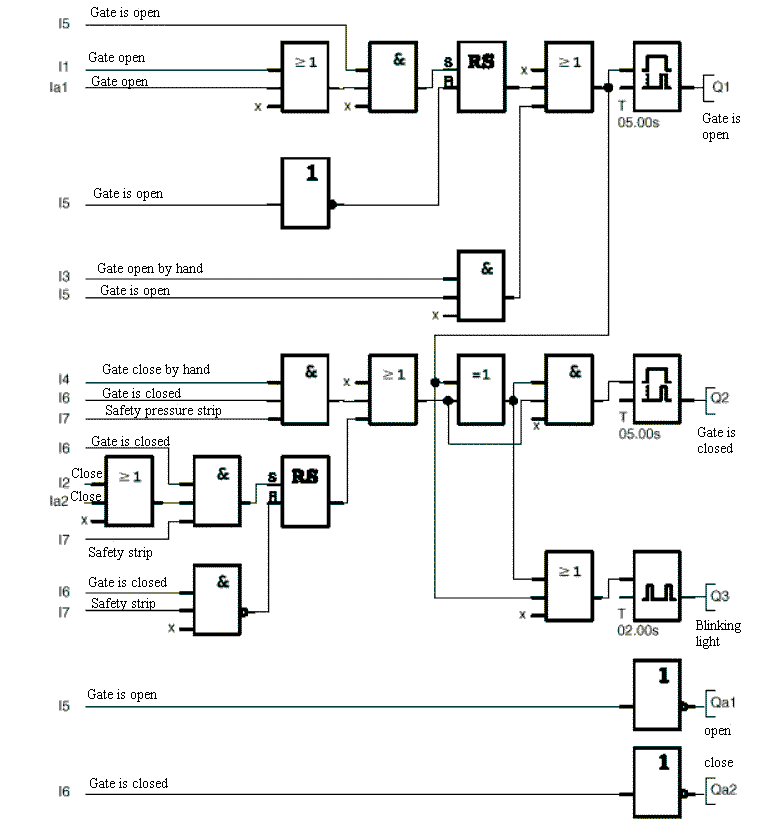 I5 Gate is open
I1 Gate open ≥1 & S RS x ≥1
Ia1 Gate open R T Q1
x x 05.00s Gate is
open
1
I5 Gate is open
I3 Gate open by hand &
I5 Gate is open
x
I4 Gate close by hand & x ≥1 =1 &
I6 Gate is closed T Q2
I7 Safety pressure strip x 05.00s Gate is
closed
I6 Gate is closed
I2 Close ≥1 & S RS
Ia2 Close R
x
I7
Safety strip
&
I6 Gate is closed ≥1 Q3
I7 Safety strip T
x x 02.00s Blinking
light
1
I5 Gate is open Qa1
open
1 close
I6 Gate is closed Qa2